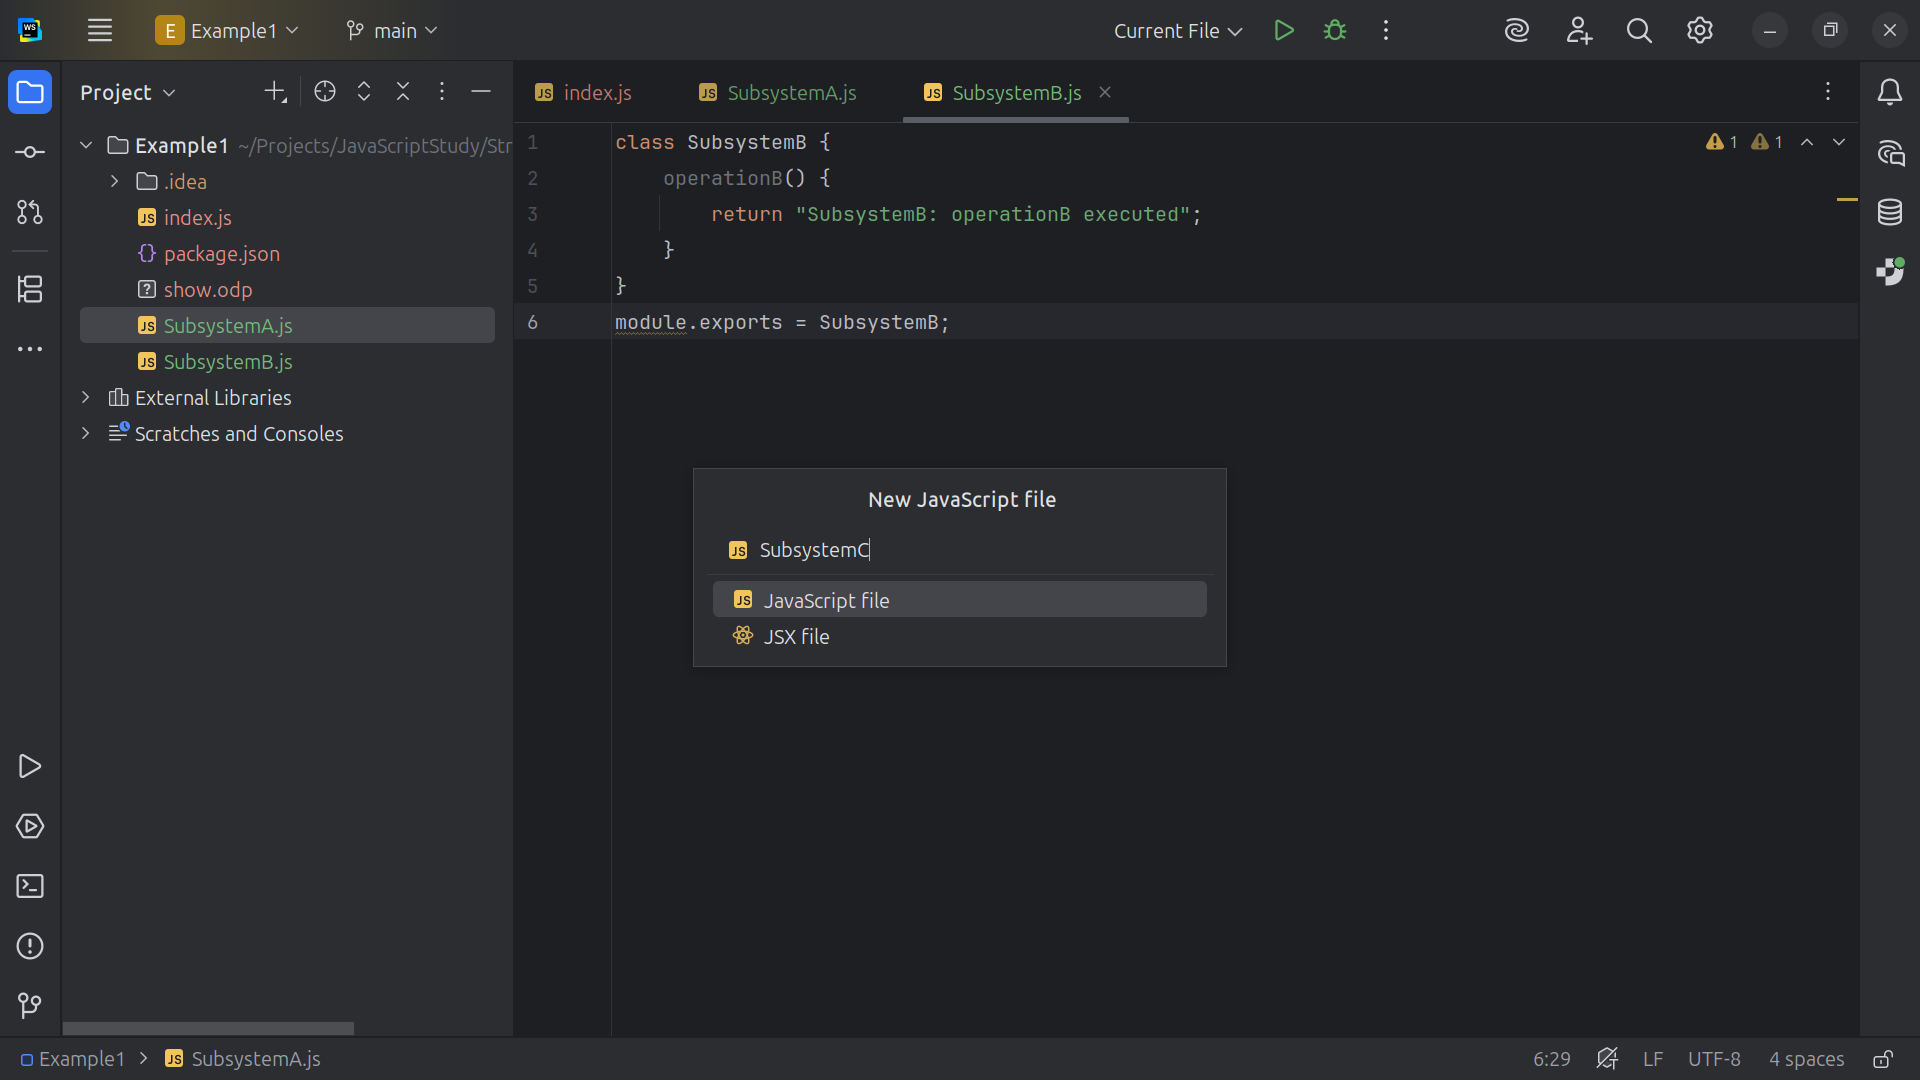 WS
E Example1
main
Current File
Project
JS index.js
JS SubsystemA.js
JS SubsystemB.js
Example1 ~/Projects/JavaScriptStudy/Str
.idea
JS index.js
{} package.json
? show.odp
JS SubsystemA.js
JS SubsystemB.js
External Libraries
Scratches and Consoles
1 class SubsystemB {
2 operationB() {
3 return "SubsystemB: operationB executed";
4 }
5 }
6 module.exports = SubsystemB;
1 1
New JavaScript file
JS SubsystemC
JS JavaScript file
JSX file
Example1 > JS SubsystemA.js
6:29
LF
UTF-8
4 spaces